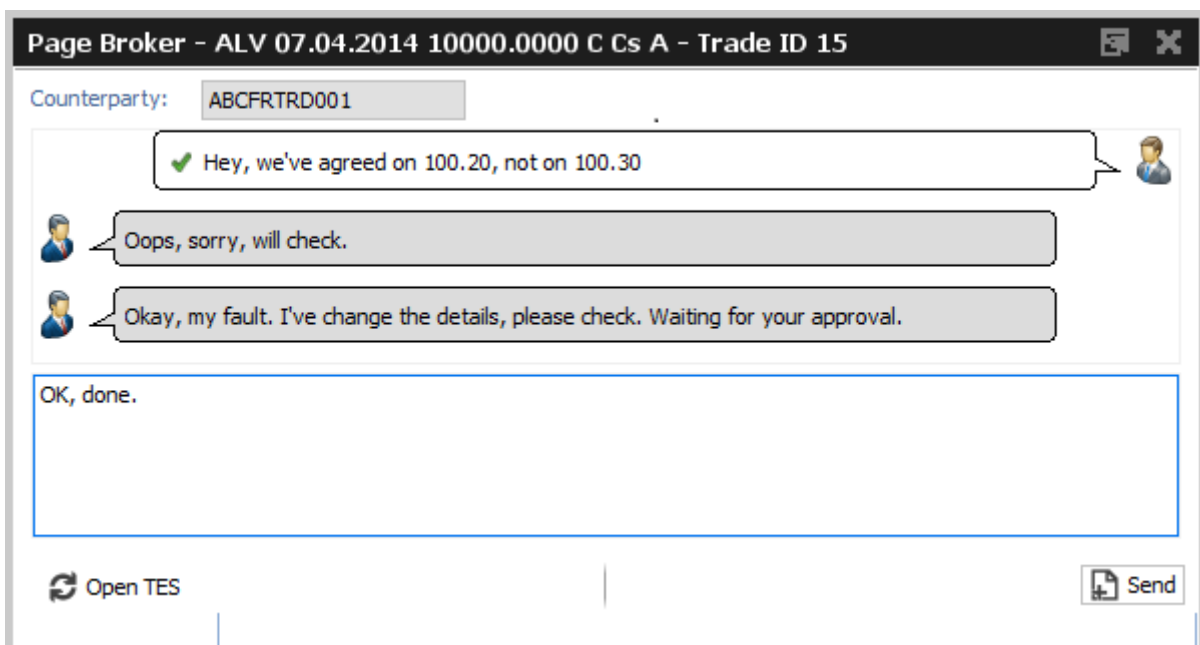 Page Broker - ALV 07.04.2014 10000.0000 C Cs A - Trade ID 15
Counterparty: ABCFRTRD001
Hey, we've agreed on 100.20, not on 100.30
Oops, sorry, will check.
Okay, my fault. I've change the details, please check. Waiting for your approval.
OK, done.
Open TES Send